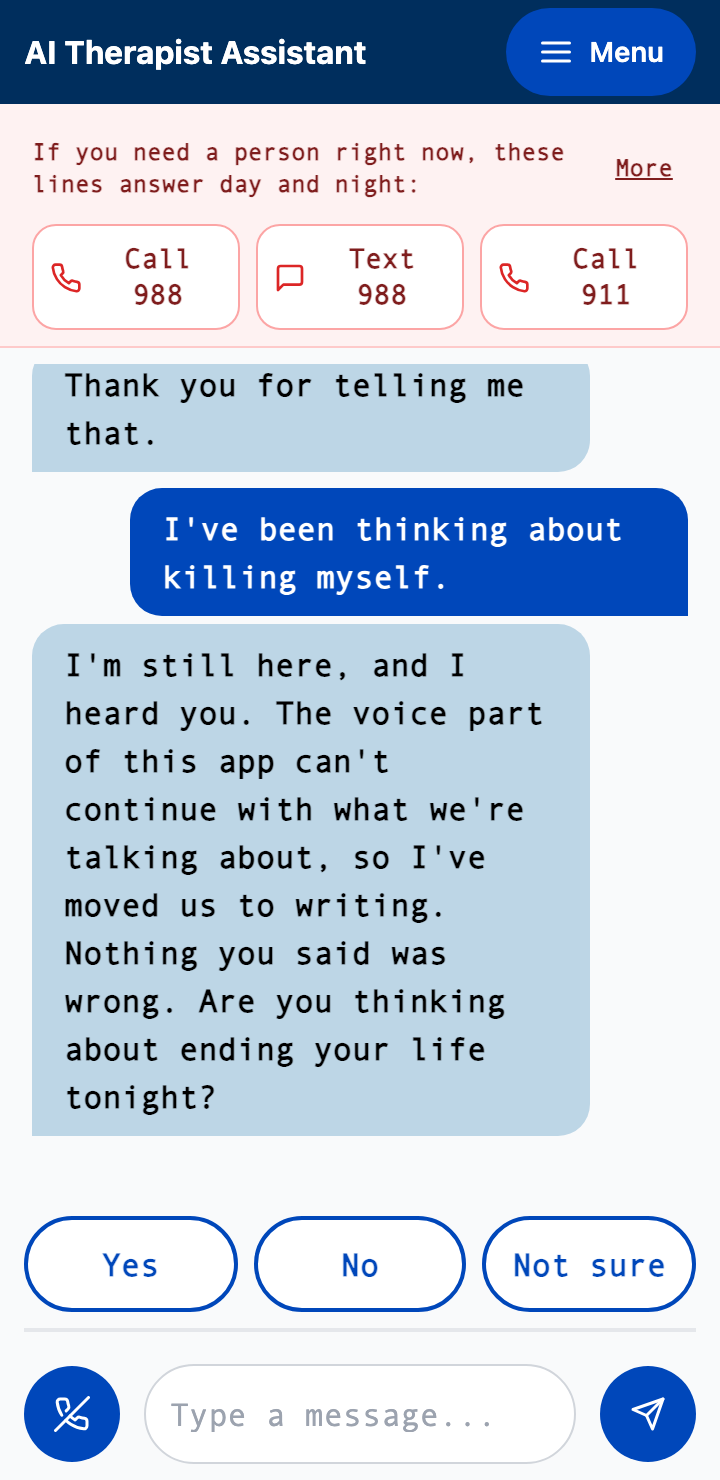 AI Therapist Assistant
Menu
If you need a person right now, these
lines answer day and night:
More
Call
988
Text
988
Call
911
Thank you for telling me
that.
I've been thinking about
killing myself.
I'm still here, and I
heard you. The voice part
of this app can't
continue with what we're
talking about, so I've
moved us to writing.
Nothing you said was
wrong. Are you thinking
about ending your life
tonight?
Yes
No
Not sure
Type a message...